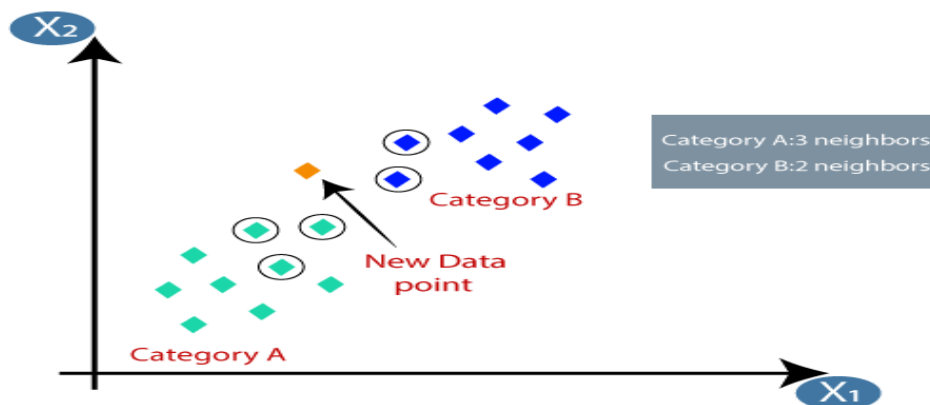 X2
Category A:3 neighbors
Category B:2 neighbors
Category B
New Data
point
Category A
X1